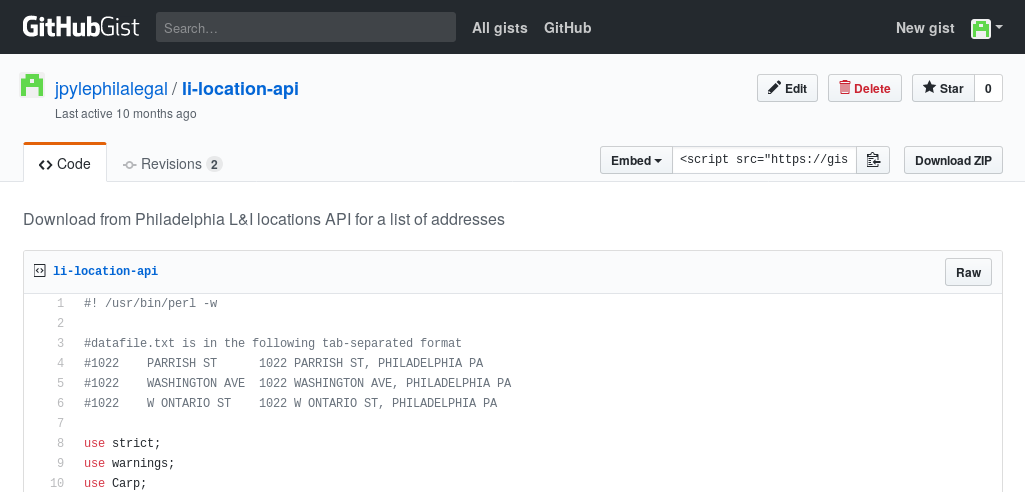 GitHubGist Search… All gists GitHub New gist
jpylephilalegal / li-location-api Edit Delete Star 0
Last active 10 months ago
Code Revisions 2 Embed <script src="https://gis Download ZIP
Download from Philadelphia L&I locations API for a list of addresses
li-location-api Raw
1 #! /usr/bin/perl -w
2
3 #datafile.txt is in the following tab-separated format
4 #1022    PARRISH ST      1022 PARRISH ST, PHILADELPHIA PA
5 #1022    WASHINGTON AVE  1022 WASHINGTON AVE, PHILADELPHIA PA
6 #1022    W ONTARIO ST    1022 W ONTARIO ST, PHILADELPHIA PA
7
8 use strict;
9 use warnings;
10 use Carp;